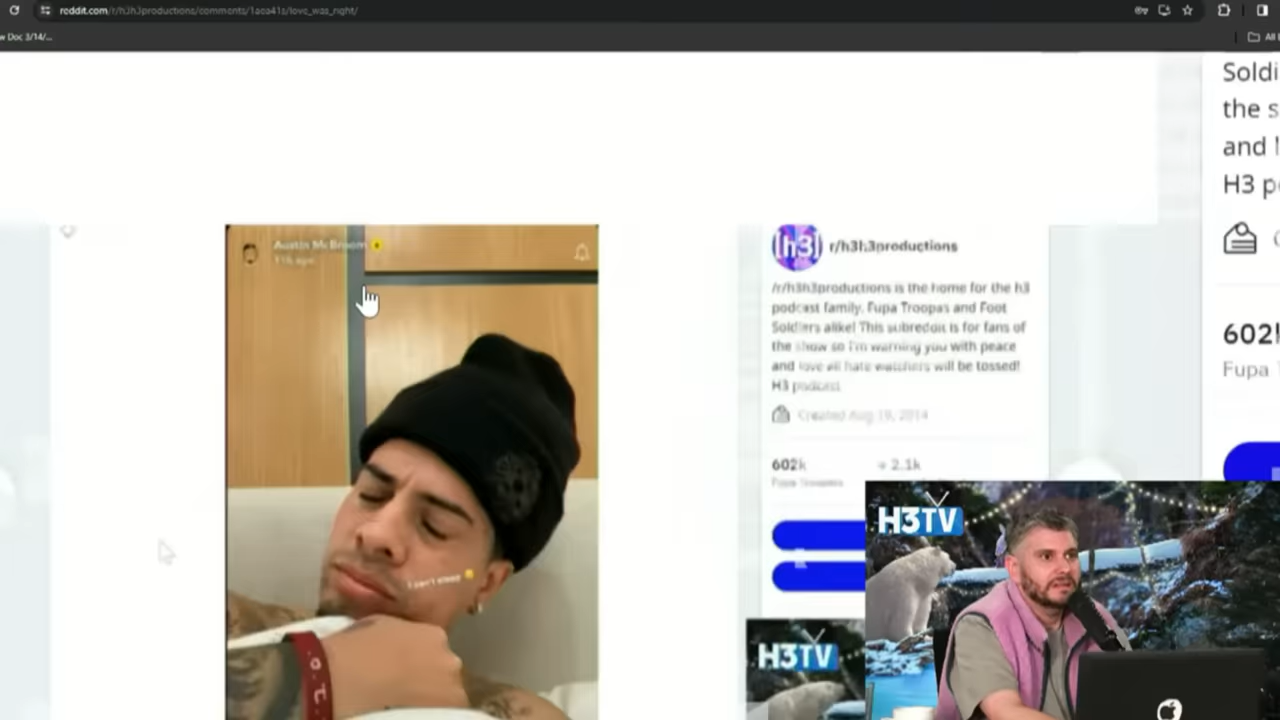 reddit.com/r/h3h3productions/comments/1aea41s/love_was_right/
w Doc 3/14/...
All
Soldi
the s
and l
H3 p
602k
Fupa
Austin McBroom
11h ago
I can't sleep
[h3] r/h3h3productions
/r/h3h3productions is the home for the h3
podcast family. Fupa Troopas and Foot
Soldiers alike! This subreddit is for fans of
the show so I'm warning you with peace
and love all hate watchers will be tossed!
H3 podcast
Created Aug 19, 2014
602k 2.1k
Fupa Troopas
H3TV
H3TV